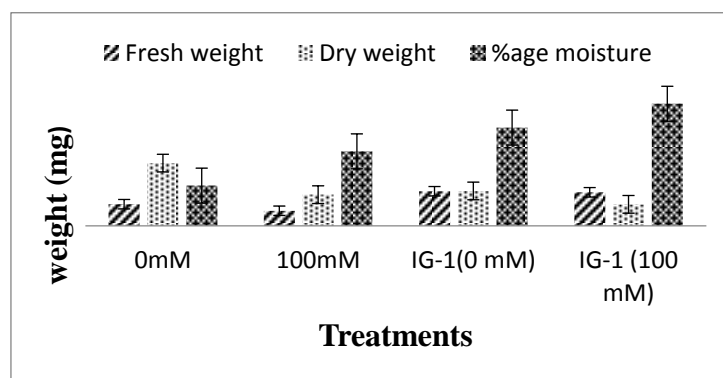 Fresh weight Dry weight %age moisture
weight (mg)
0mM 100mM IG-1(0 mM) IG-1 (100
mM)
Treatments